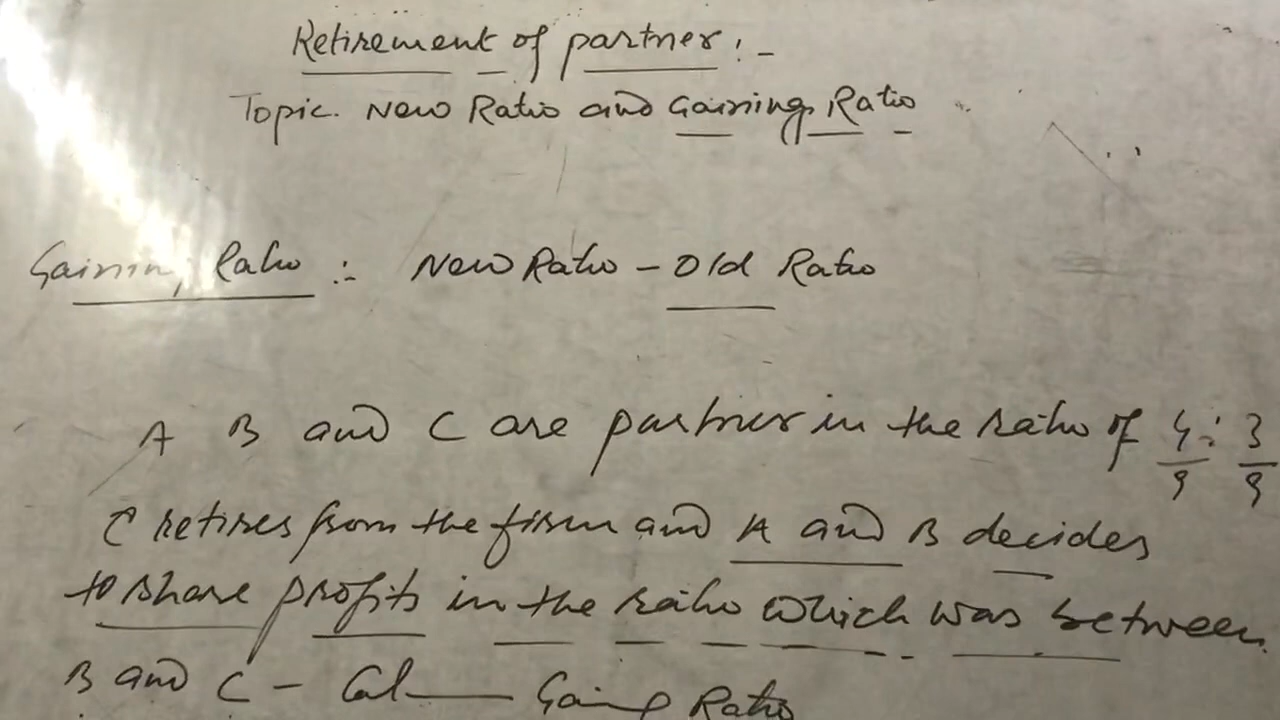 Retirement of partner :-
Topic. New Ratio and Gaining Ratio
Gaining Ratio :- New Ratio - Old Ratio
A B and C are partner in the ratio of 4/9 : 3/9
C retires from the firm and A and B decides
to share profits in the ratio which was between
B and C - Cal Gaining Ratio